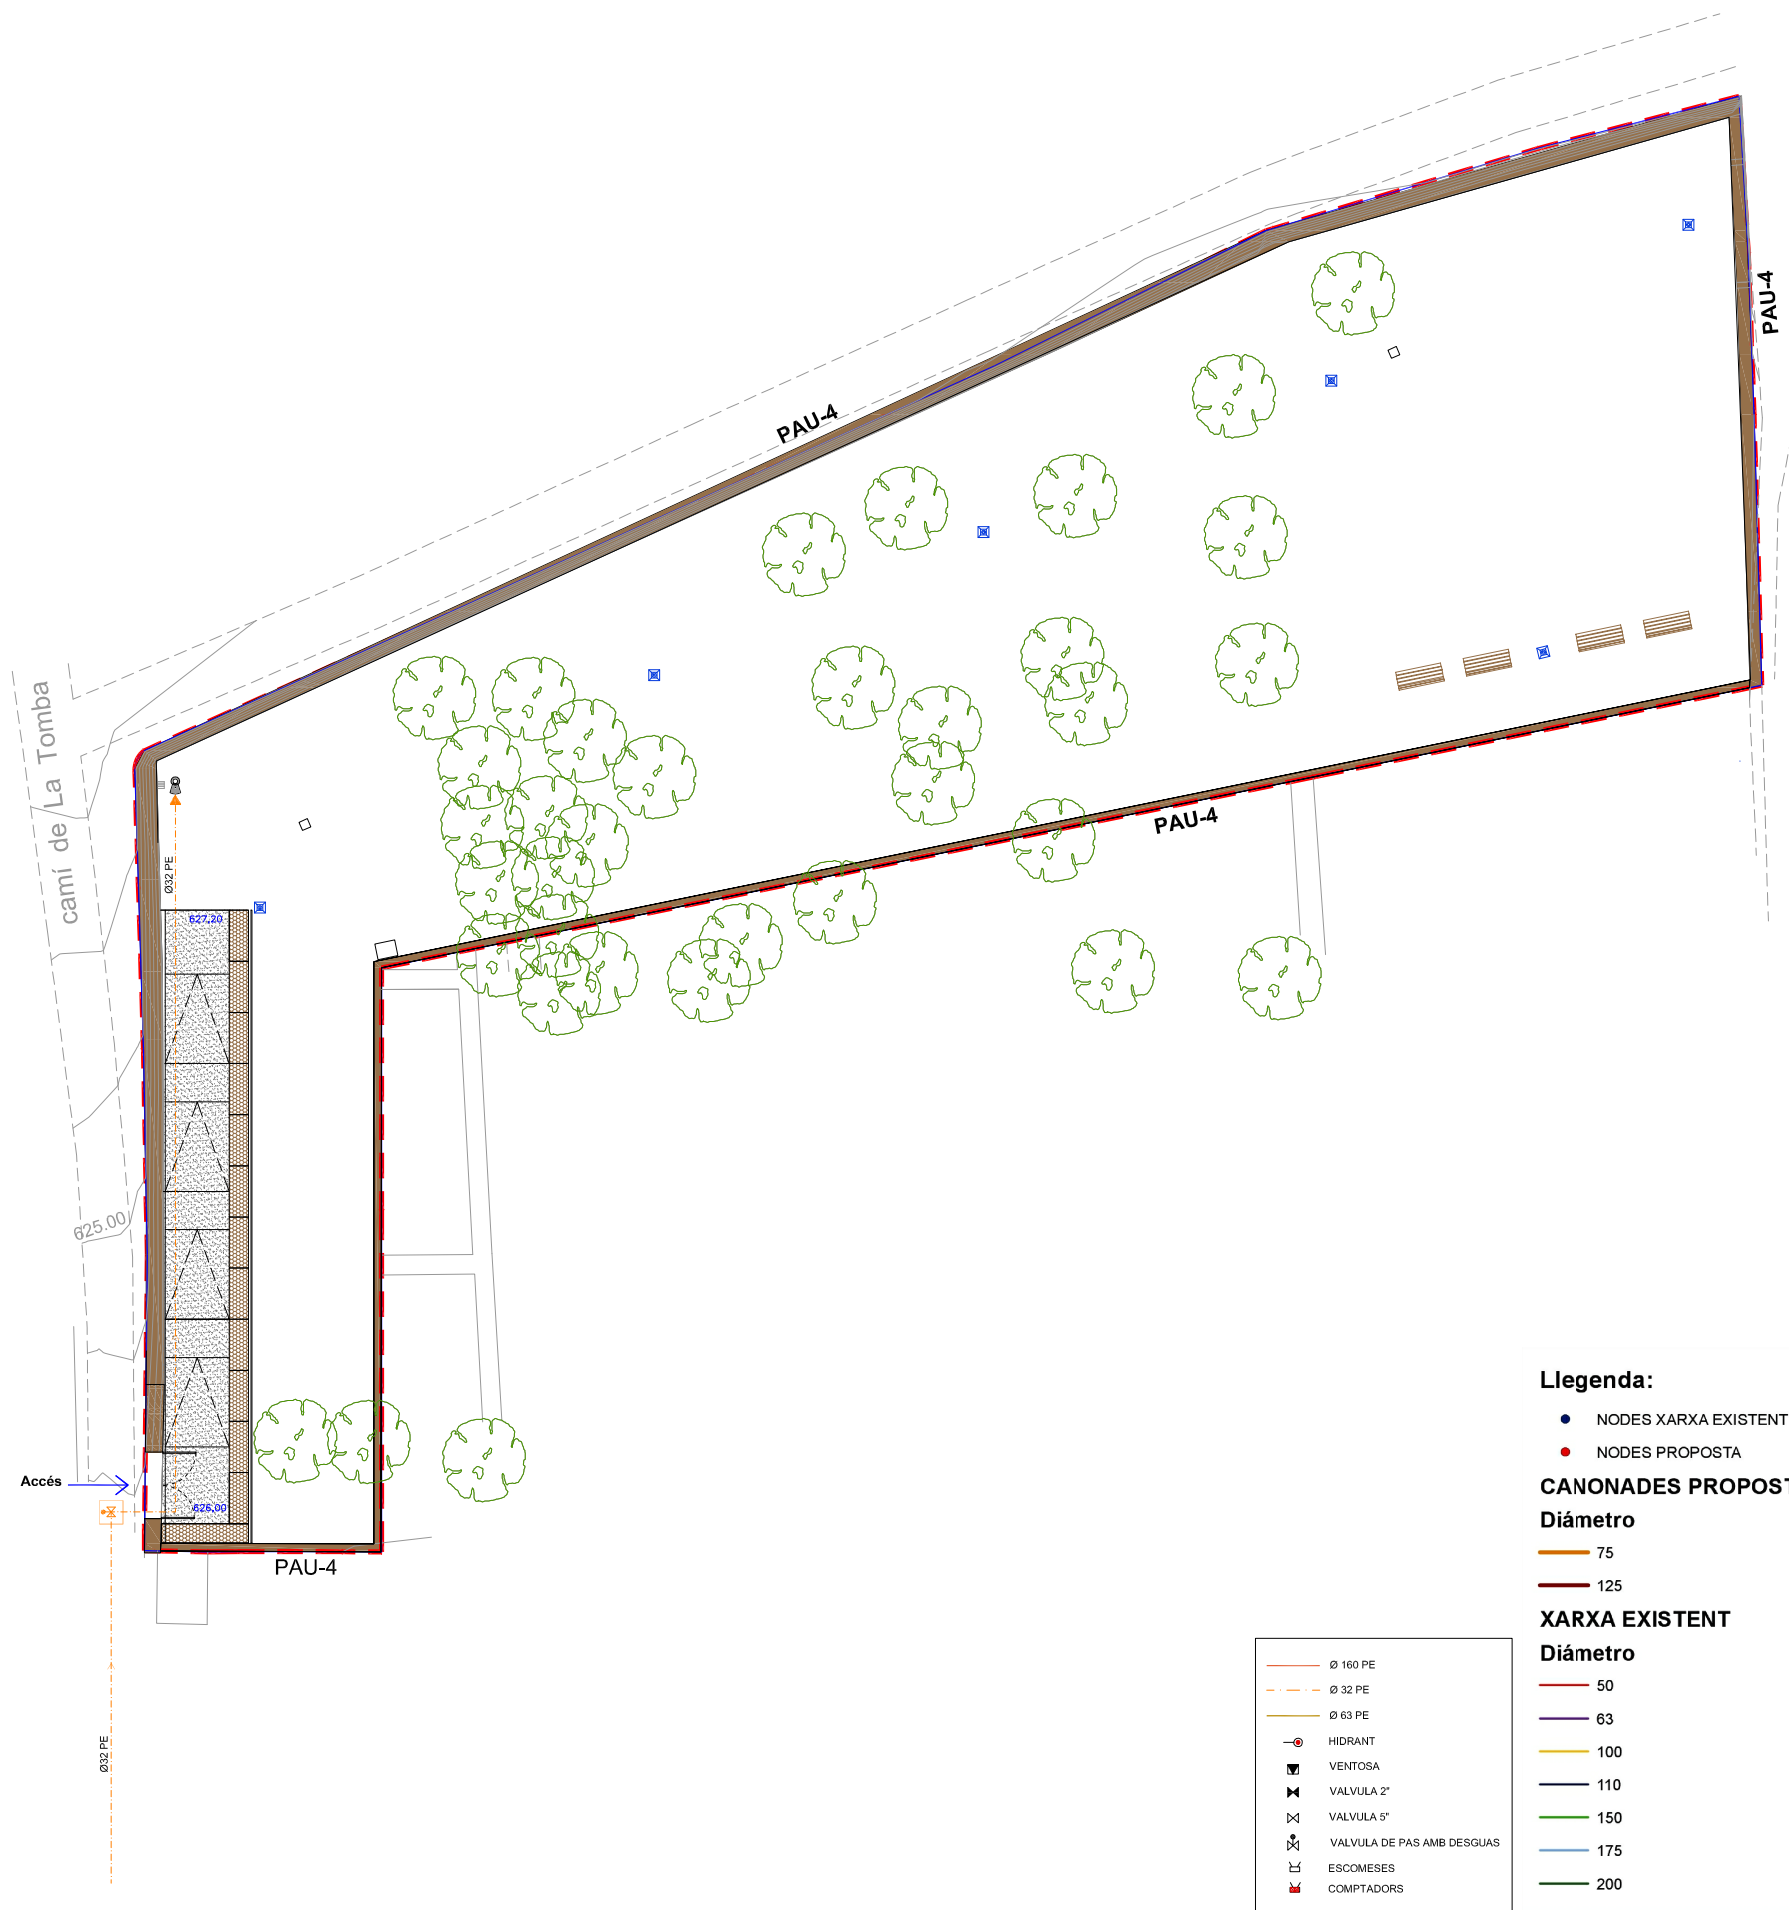 PAU-4
PAU-4
camí de La Tomba
PAU-4
Ø32 PE
627,20
625.00
Accés
626,00
PAU-4
Ø32 PE
Llegenda:
NODES XARXA EXISTENT
NODES PROPOSTA
CANONADES PROPOST
Diámetro
75
125
XARXA EXISTENT
Diámetro
50
63
100
110
150
175
200
Ø 160 PE
Ø 32 PE
Ø 63 PE
HIDRANT
VENTOSA
VALVULA 2"
VALVULA 5"
VALVULA DE PAS AMB DESGUAS
ESCOMESES
COMPTADORS